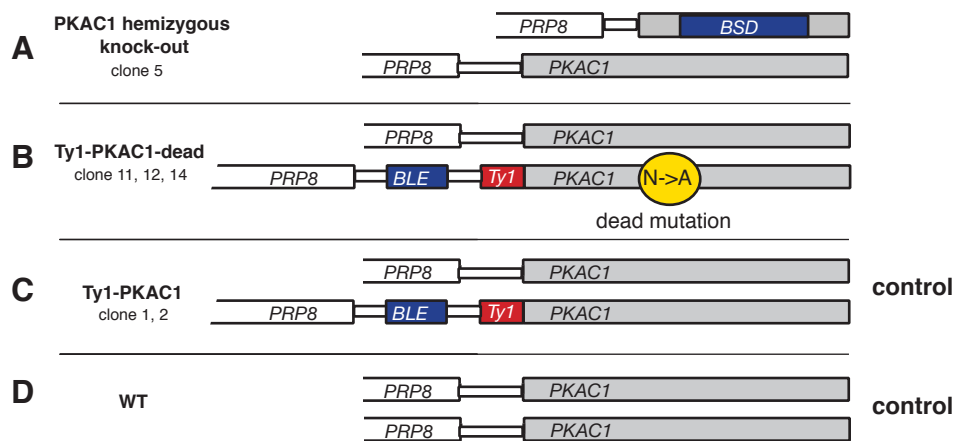 A
PKAC1 hemizygous
knock-out
clone 5
PRP8
BSD
PRP8
PKAC1
B
Ty1-PKAC1-dead
clone 11, 12, 14
PRP8
PKAC1
PRP8
BLE
Ty1
PKAC1
N->A
dead mutation
C
Ty1-PKAC1
clone 1, 2
PRP8
PKAC1
PRP8
BLE
Ty1
PKAC1
control
D
WT
PRP8
PKAC1
PRP8
PKAC1
control